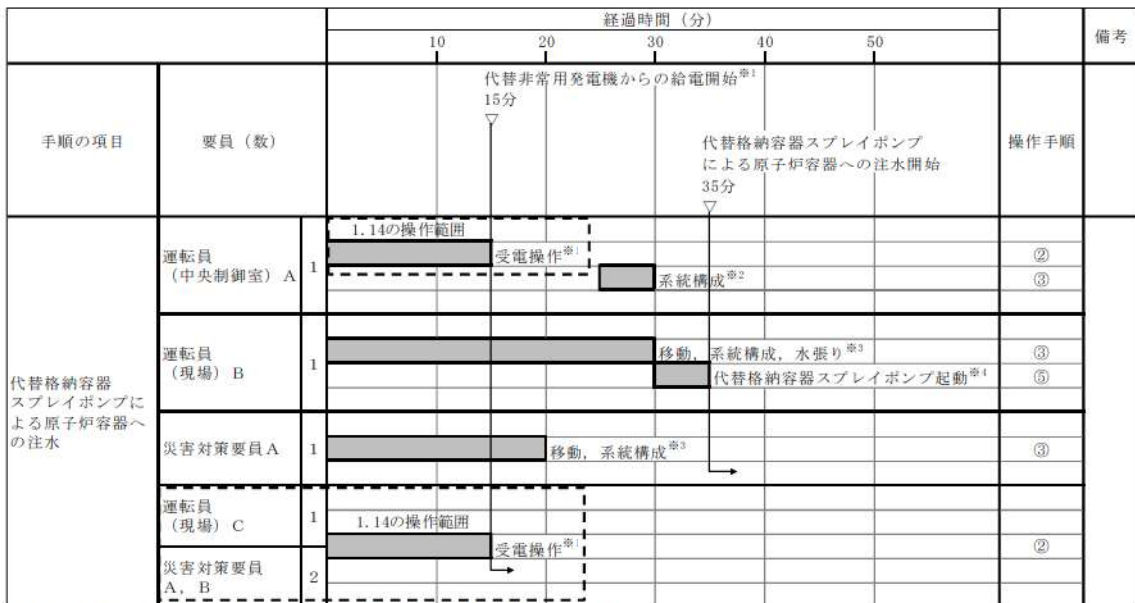 経過時間（分）
備考
10 20 30 40 50
手順の項目
要員（数）
操作手順
代替非常用発電機からの給電開始※1
15分
▽
代替格納容器スプレイポンプ
による原子炉容器への注水開始
35分
▽
代替格納容器
スプレイポンプに
よる原子炉容器へ
の注水
運転員
（中央制御室）A
1
1.14の操作範囲
受電操作※1
②
系統構成※2
③
運転員
（現場）B
1
移動，系統構成，水張り※3
③
代替格納容器スプレイポンプ起動※4
⑤
災害対策要員A
1
移動，系統構成※3
③
運転員
（現場）C
1
1.14の操作範囲
受電操作※1
②
災害対策要員
A，B
2